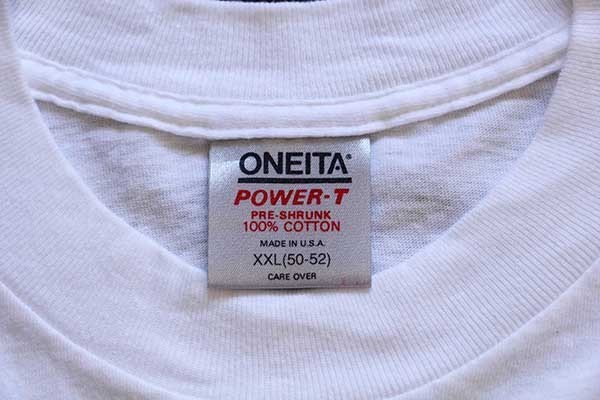 ONEITA®
POWER-T
PRE-SHRUNK
100% COTTON
MADE IN U.S.A.
XXL(50-52)
CARE OVER